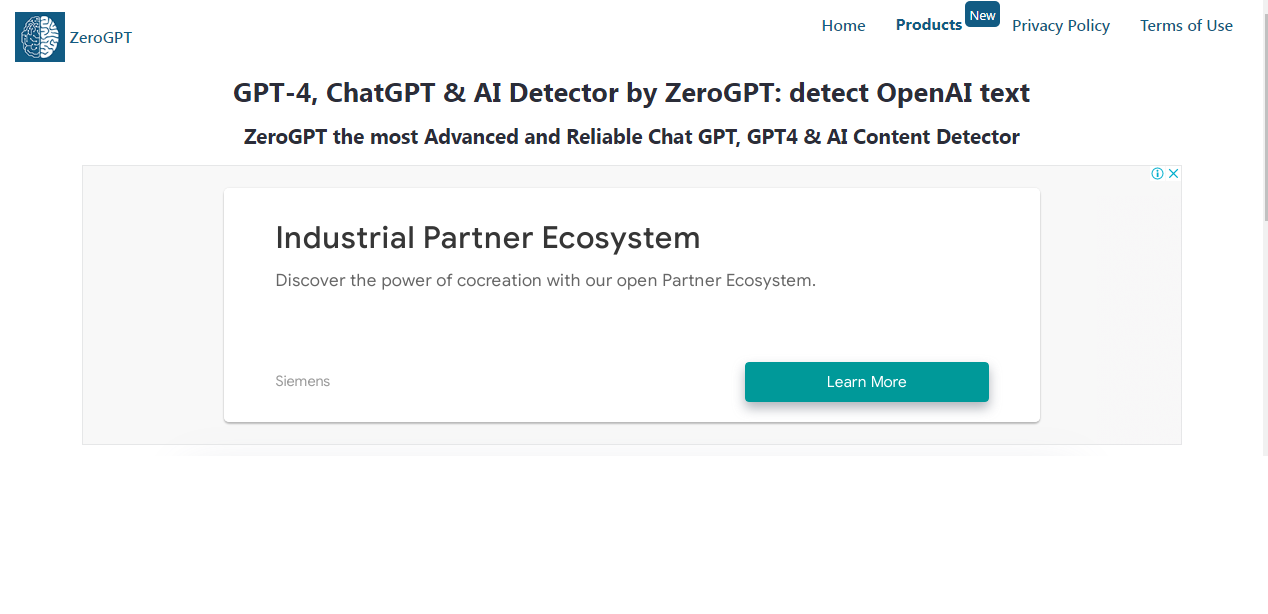 ZeroGPT
Home
Products
New
Privacy Policy
Terms of Use
GPT-4, ChatGPT & AI Detector by ZeroGPT: detect OpenAI text
ZeroGPT the most Advanced and Reliable Chat GPT, GPT4 & AI Content Detector
Industrial Partner Ecosystem
Discover the power of cocreation with our open Partner Ecosystem.
Siemens
Learn More